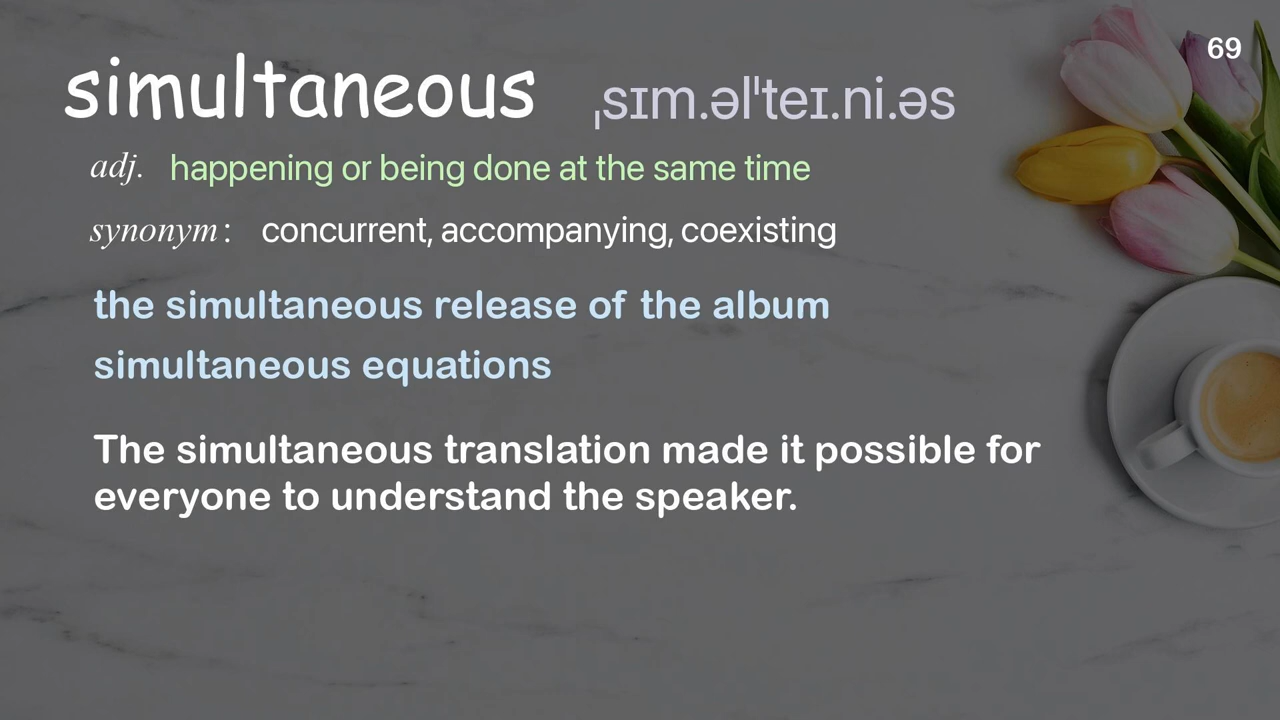 69
simultaneous ˌsɪm.əlˈteɪ.ni.əs
adj. happening or being done at the same time
synonym: concurrent, accompanying, coexisting
the simultaneous release of the album
simultaneous equations
The simultaneous translation made it possible for
everyone to understand the speaker.